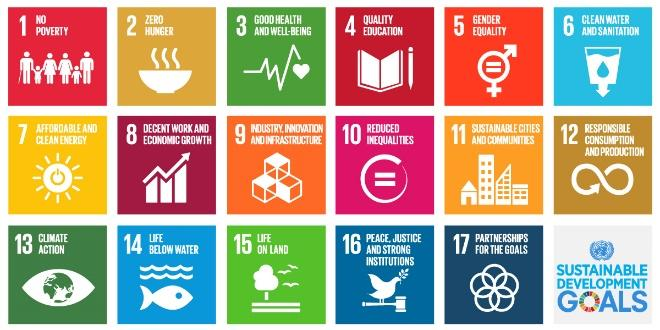 1 NO
POVERTY
2 ZERO
HUNGER
3 GOOD HEALTH
AND WELL-BEING
4 QUALITY
EDUCATION
5 GENDER
EQUALITY
6 CLEAN WATER
AND SANITATION
7 AFFORDABLE AND
CLEAN ENERGY
8 DECENT WORK AND
ECONOMIC GROWTH
9 INDUSTRY, INNOVATION
AND INFRASTRUCTURE
10 REDUCED
INEQUALITIES
11 SUSTAINABLE CITIES
AND COMMUNITIES
12 RESPONSIBLE
CONSUMPTION
AND PRODUCTION
13 CLIMATE
ACTION
14 LIFE
BELOW WATER
15 LIFE
ON LAND
16 PEACE, JUSTICE
AND STRONG
INSTITUTIONS
17 PARTNERSHIPS
FOR THE GOALS
SUSTAINABLE
DEVELOPMENT
GOALS